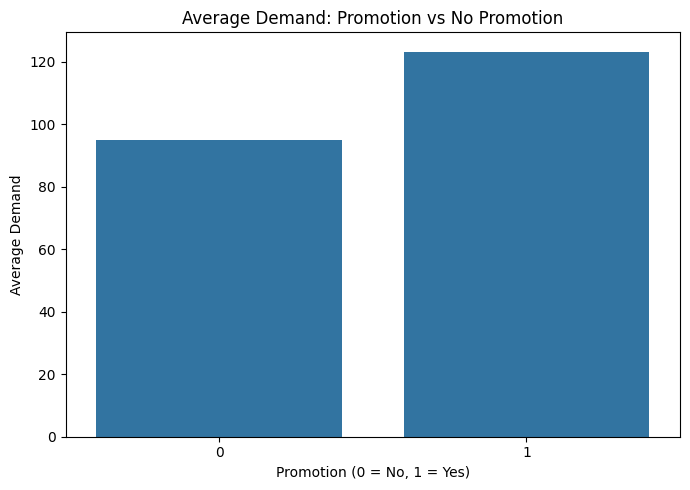 Average Demand: Promotion vs No Promotion
Average Demand
120
100
80
60
40
20
0
0 1
Promotion (0 = No, 1 = Yes)